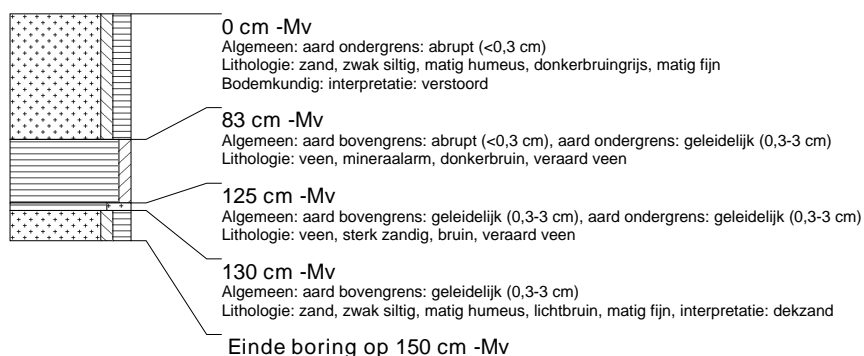 0 cm -Mv
Algemeen: aard ondergrens: abrupt (<0,3 cm)
Lithologie: zand, zwak siltig, matig humeus, donkerbruingrijs, matig fijn
Bodemkundig: interpretatie: verstoord
83 cm -Mv
Algemeen: aard bovengrens: abrupt (<0,3 cm), aard ondergrens: geleidelijk (0,3-3 cm)
Lithologie: veen, mineraalarm, donkerbruin, veraard veen
125 cm -Mv
Algemeen: aard bovengrens: geleidelijk (0,3-3 cm), aard ondergrens: geleidelijk (0,3-3 cm)
Lithologie: veen, sterk zandig, bruin, veraard veen
130 cm -Mv
Algemeen: aard bovengrens: geleidelijk (0,3-3 cm)
Lithologie: zand, zwak siltig, matig humeus, lichtbruin, matig fijn, interpretatie: dekzand
Einde boring op 150 cm -Mv